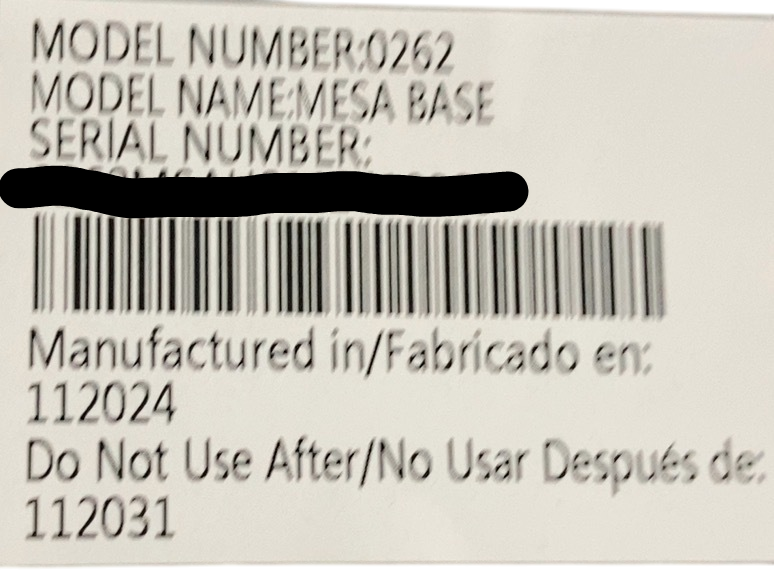 MODEL NUMBER:0262
MODEL NAME:MESA BASE
SERIAL NUMBER:
Manufactured in/Fabricado en:
112024
Do Not Use After/No Usar Después de:
112031